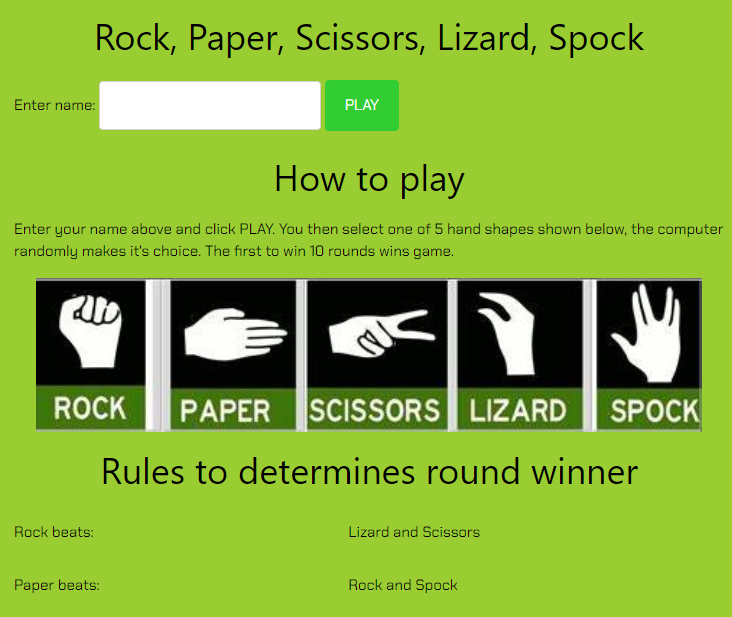 Rock, Paper, Scissors, Lizard, Spock
Enter name:
PLAY
How to play
Enter your name above and click PLAY. You then select one of 5 hand shapes shown below, the computer
randomly makes it's choice. The first to win 10 rounds wins game.
ROCK PAPER SCISSORS LIZARD SPOCK
Rules to determines round winner
Rock beats: Lizard and Scissors
Paper beats: Rock and Spock